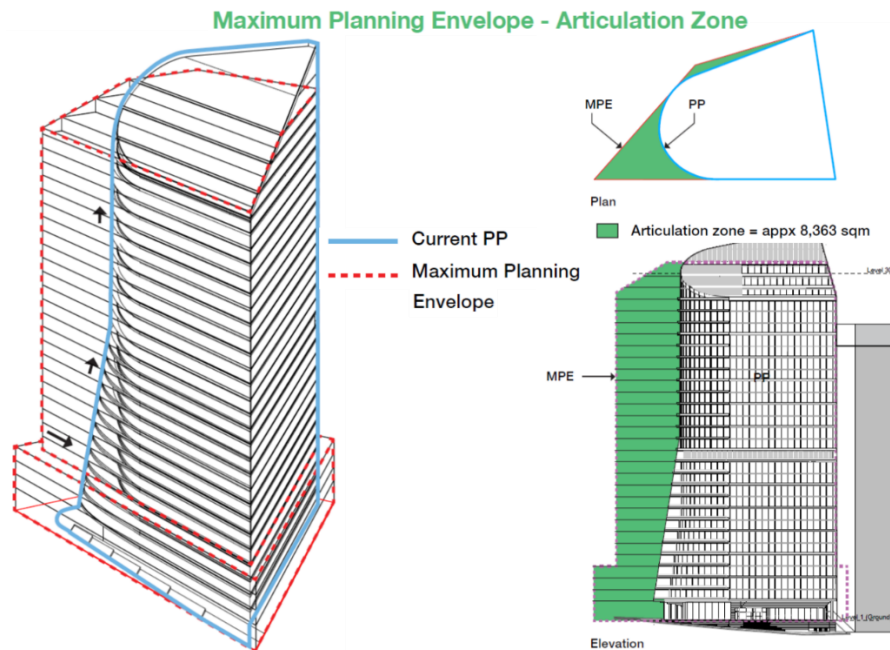 Maximum Planning Envelope - Articulation Zone
MPE
PP
Plan
Articulation zone = appx 8,363 sqm
Current PP
Maximum Planning
Envelope
MPE
PP
Elevation